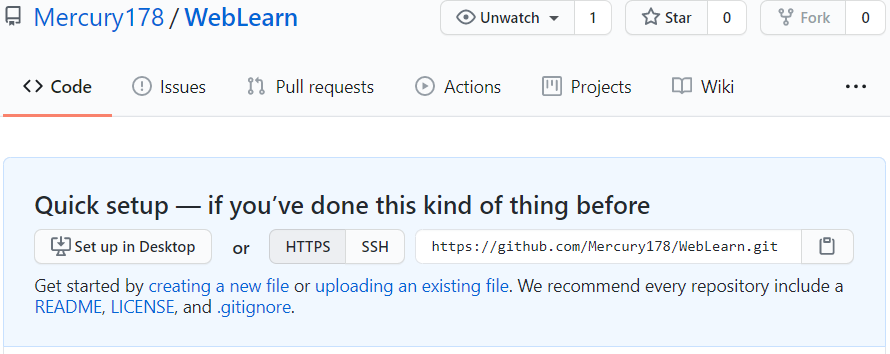 Mercury178 / WebLearn Unwatch 1 Star 0 Fork 0
Code Issues Pull requests Actions Projects Wiki ...
Quick setup — if you’ve done this kind of thing before
Set up in Desktop or HTTPS SSH https://github.com/Mercury178/WebLearn.git
Get started by creating a new file or uploading an existing file. We recommend every repository include a
README, LICENSE, and .gitignore.